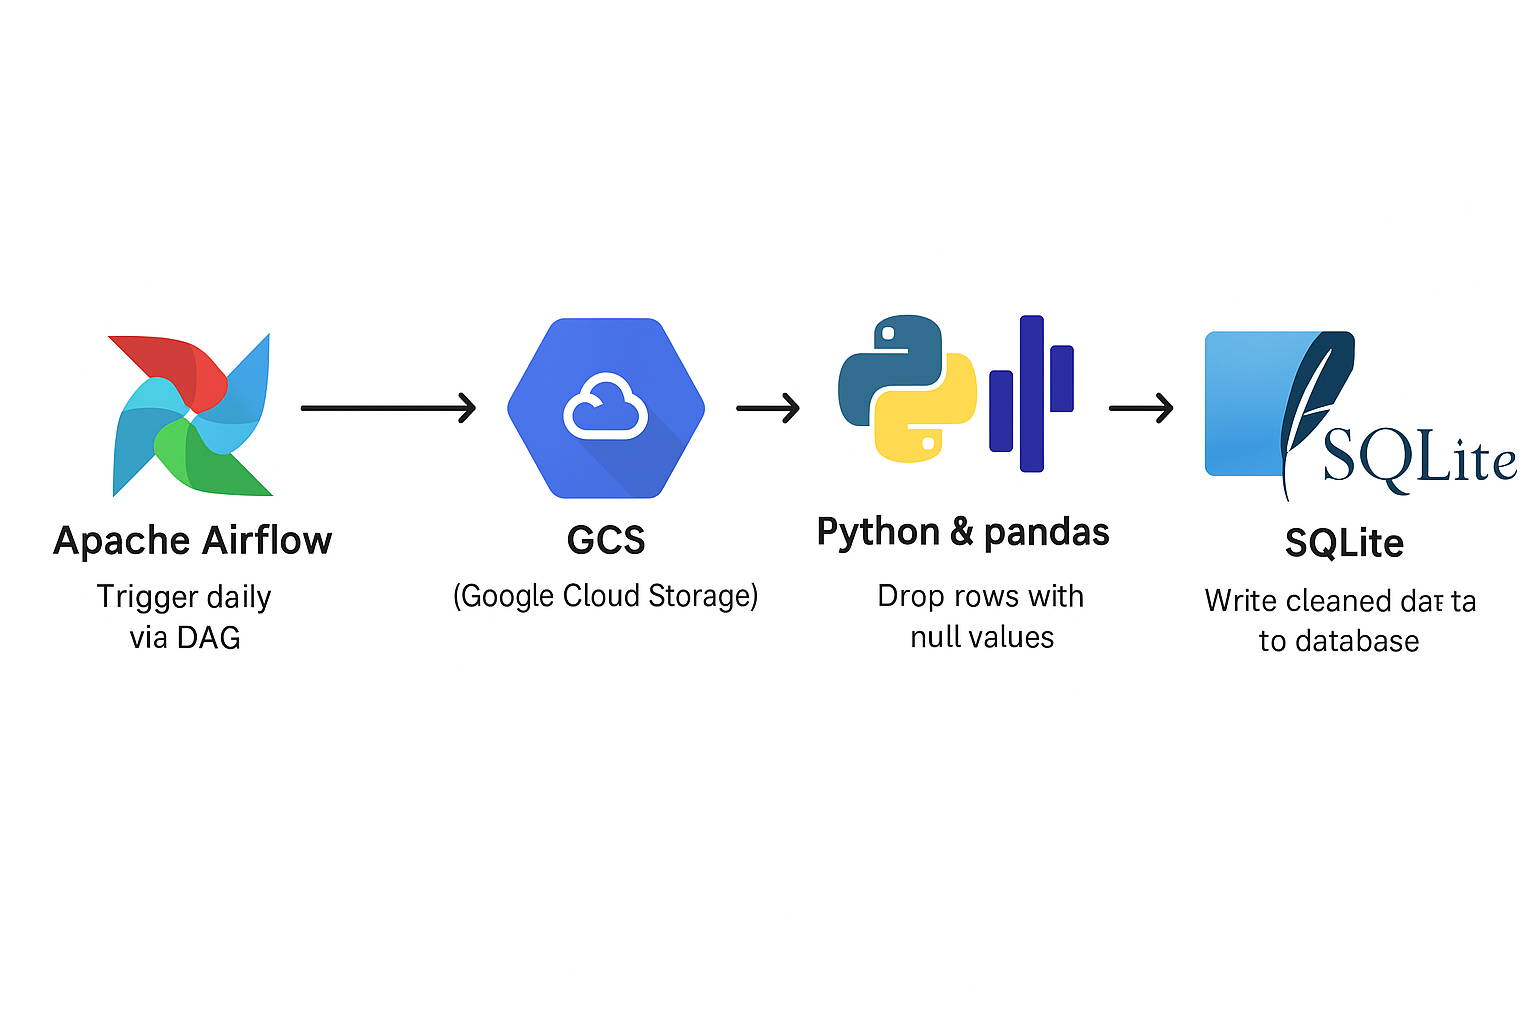 SQLite
Apache Airflow
Trigger daily
via DAG
GCS
(Google Cloud Storage)
Python & pandas
Drop rows with
null values
SQLite
Write cleaned ta
to database